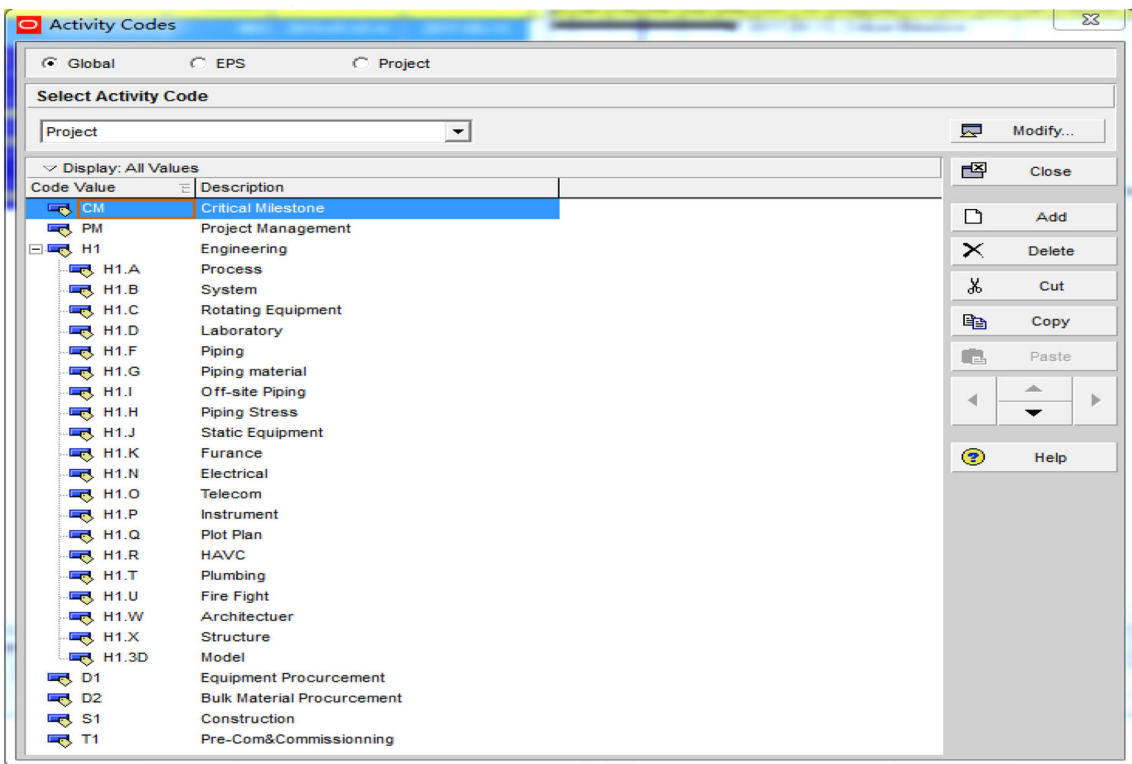 Activity Codes
Global EPS Project
Select Activity Code
Project Modify...
Display: All Values Close
Code Value Description
CM Critical Milestone Add
PM Project Management
H1 Engineering Delete
H1.A Process
H1.B System Cut
H1.C Rotating Equipment
H1.D Laboratory Copy
H1.F Piping
H1.G Piping material Paste
H1.I Off-site Piping
H1.H Piping Stress
H1.J Static Equipment
H1.K Furance Help
H1.N Electrical
H1.O Telecom
H1.P Instrument
H1.Q Plot Plan
H1.R HAVC
H1.T Plumbing
H1.U Fire Fight
H1.W Architectuer
H1.X Structure
H1.3D Model
D1 Equipment Procurcement
D2 Bulk Material Procurcement
S1 Construction
T1 Pre-Com&Commissionning